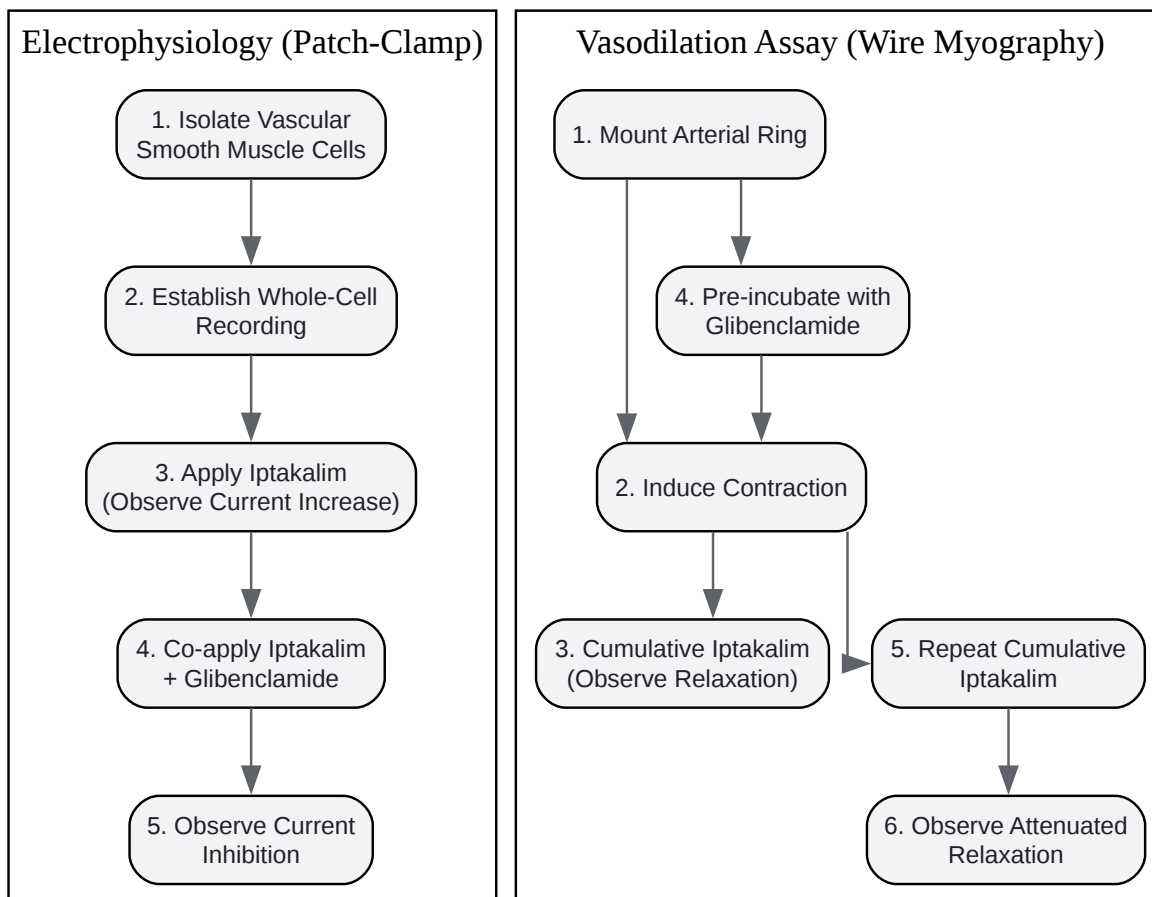 Electrophysiology (Patch-Clamp)
1. Isolate Vascular
Smooth Muscle Cells
2. Establish Whole-Cell
Recording
3. Apply Iptakalim
(Observe Current Increase)
4. Co-apply Iptakalim
+ Glibenclamide
5. Observe Current
Inhibition
Vasodilation Assay (Wire Myography)
1. Mount Arterial Ring
4. Pre-incubate with
Glibenclamide
2. Induce Contraction
3. Cumulative Iptakalim
(Observe Relaxation)
5. Repeat Cumulative
Iptakalim
6. Observe Attenuated
Relaxation